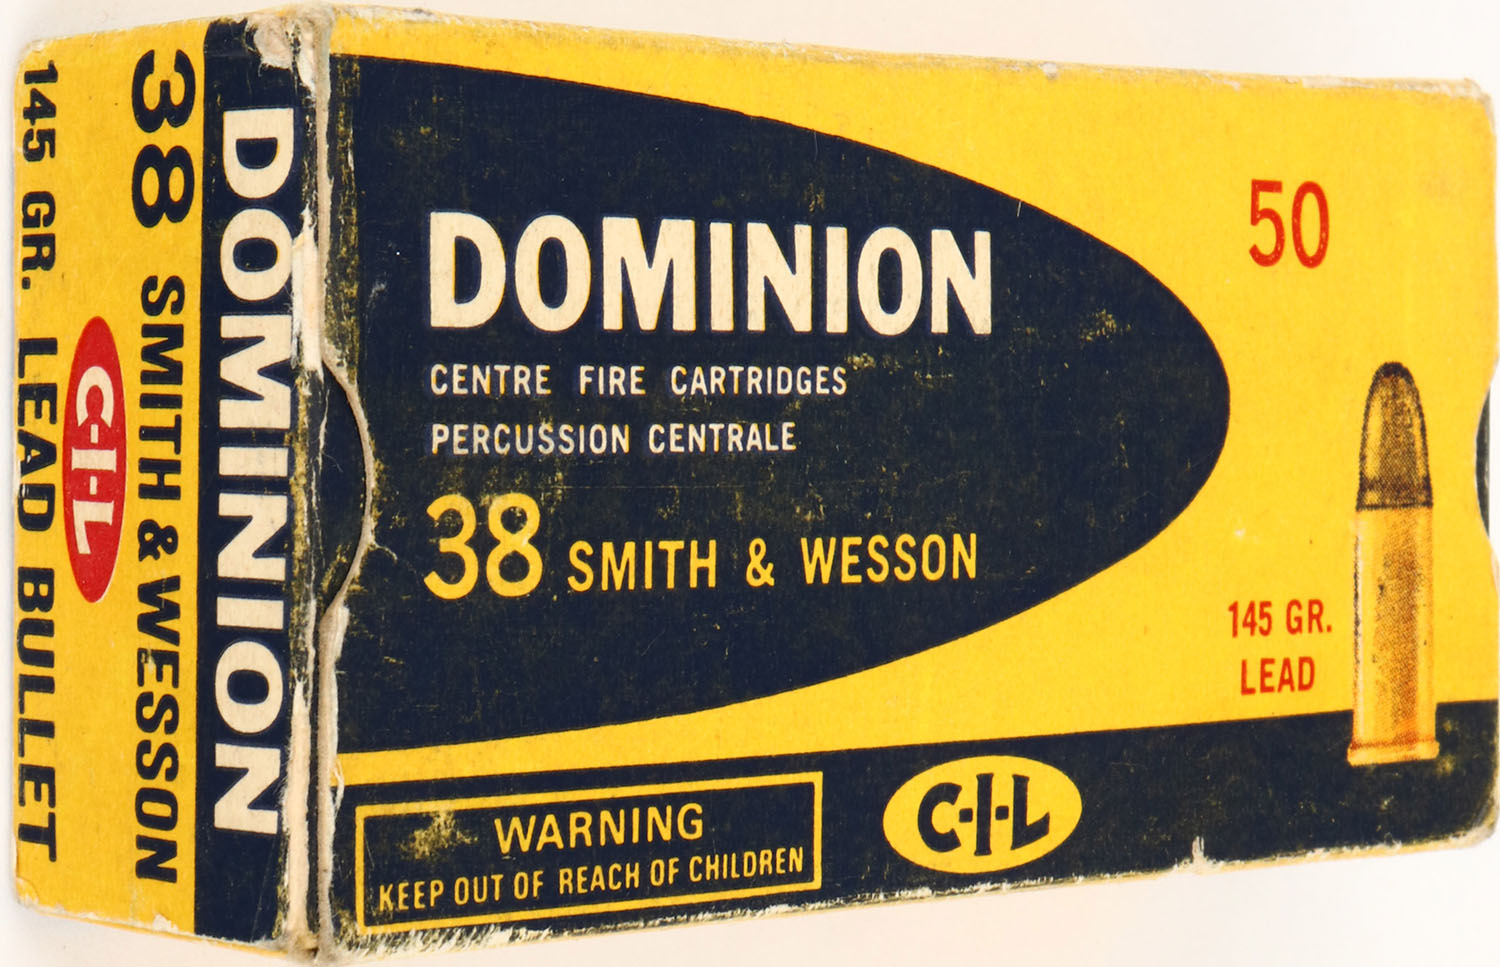 DOMINION
CENTRE FIRE CARTRIDGES
PERCUSSION CENTRALE
38 SMITH & WESSON
50
145 GR.
LEAD
WARNING
KEEP OUT OF REACH OF CHILDREN
C-I-L
DOMINION
38 SMITH & WESSON
C-I-L
145 GR. LEAD BULLET